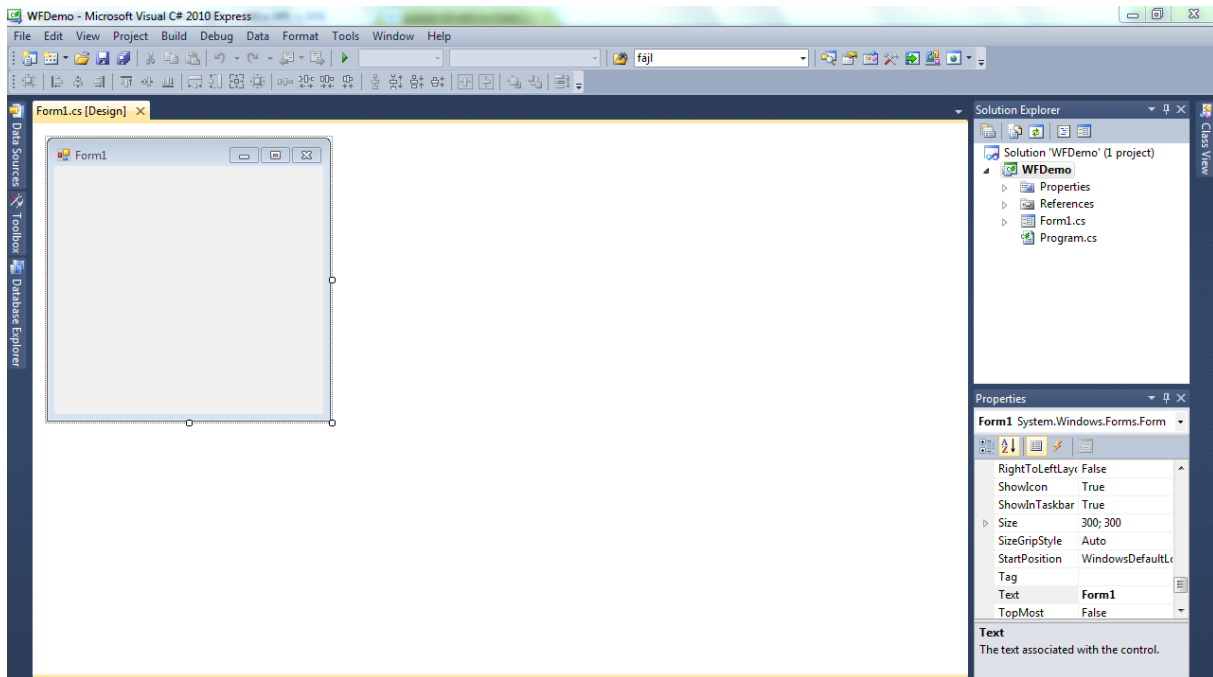 WFDemo - Microsoft Visual C# 2010 Express
File Edit View Project Build Debug Data Format Tools Window Help
fájl
Data Sources
Toolbox
Database Explorer
Form1.cs [Design]
Form1
Solution Explorer
Solution 'WFDemo' (1 project)
WFDemo
Properties
References
Form1.cs
Program.cs
Class View
Properties
Form1 System.Windows.Forms.Form
RightToLeftLayo False
ShowIcon True
ShowInTaskbar True
Size 300; 300
SizeGripStyle Auto
StartPosition WindowsDefaultLo
Tag
Text Form1
TopMost False
Text
The text associated with the control.